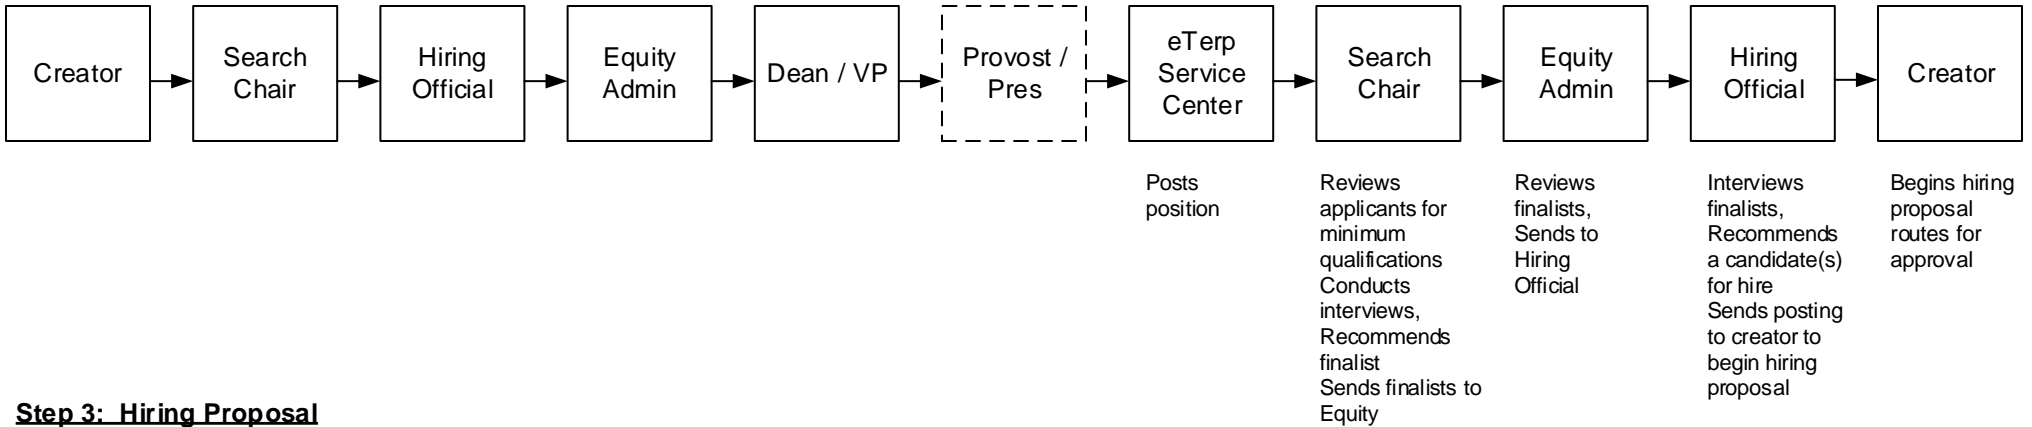 Creator
Search
Chair
Hiring
Official
Equity
Admin
Dean / VP
Provost /
Pres
eTerp
Service
Center
Search
Chair
Equity
Admin
Hiring
Official
Creator
Posts
position
Reviews
applicants for
minimum
qualifications
Conducts
interviews,
Recommends
finalist
Sends finalists to
Equity
Reviews
finalists,
Sends to
Hiring
Official
Interviews
finalists,
Recommends
a candidate(s)
for hire
Sends posting
to creator to
begin hiring
proposal
Begins hiring
proposal
routes for
approval
Step 3: Hiring Proposal